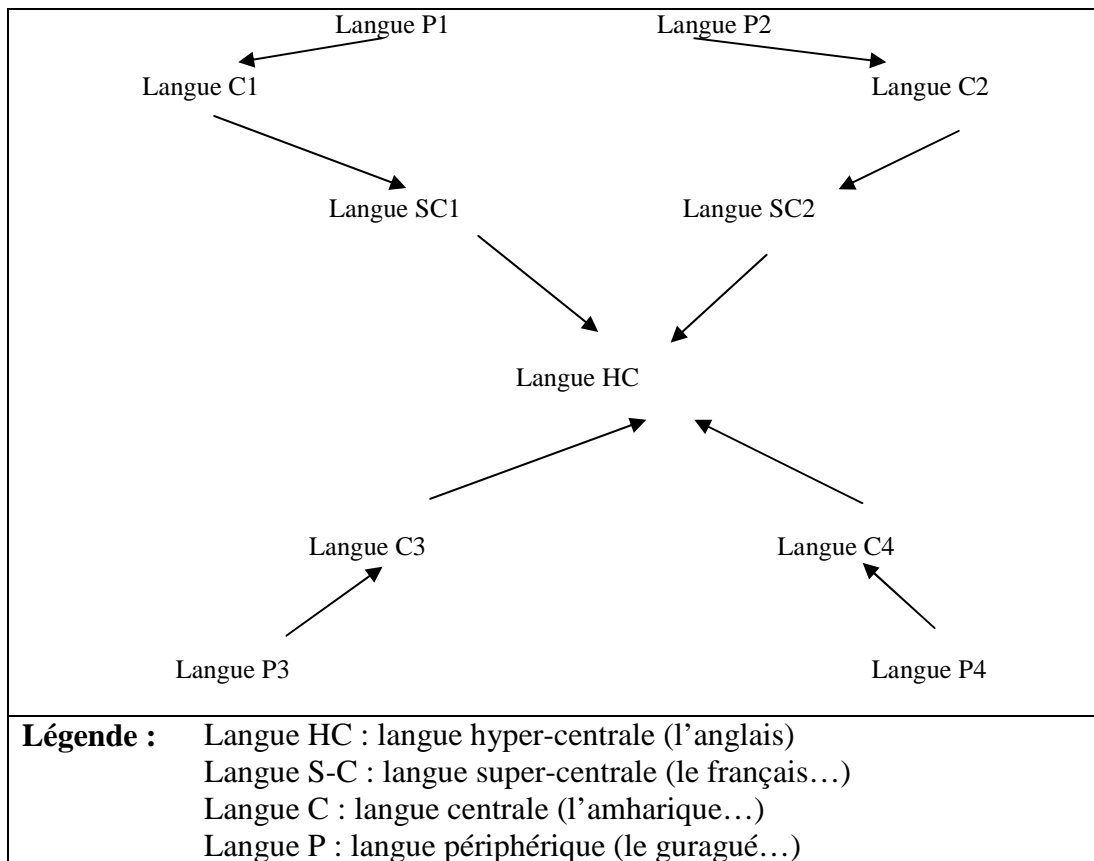 Langue P1 Langue P2
Langue C1 Langue C2
Langue SC1 Langue SC2
Langue HC
Langue C3 Langue C4
Langue P3 Langue P4
Légende : Langue HC : langue hyper-centrale (l’anglais)
Langue S-C : langue super-centrale (le français…)
Langue C : langue centrale (l’amharique…)
Langue P : langue périphérique (le guragué…)